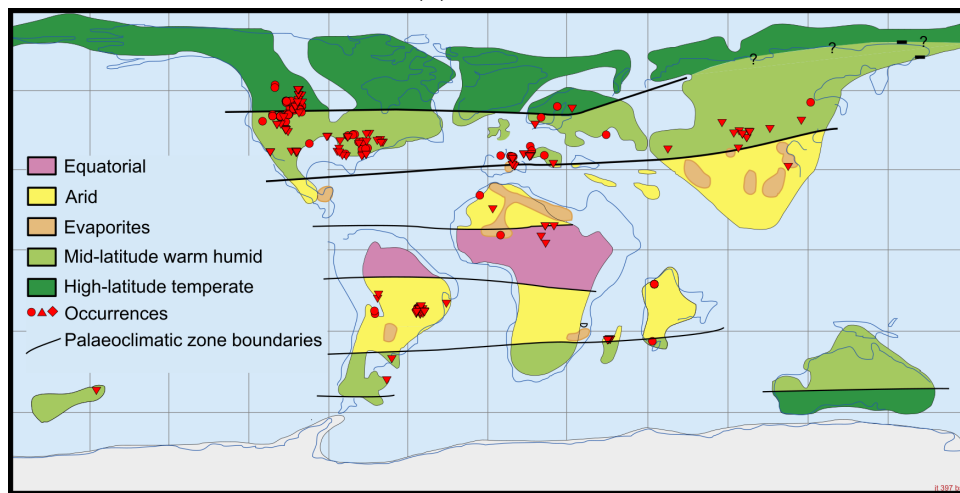 ? ? ?
Equatorial
Arid
Evaporites
Mid-latitude warm humid
High-latitude temperate
Occurrences
Palaeoclimatic zone boundaries